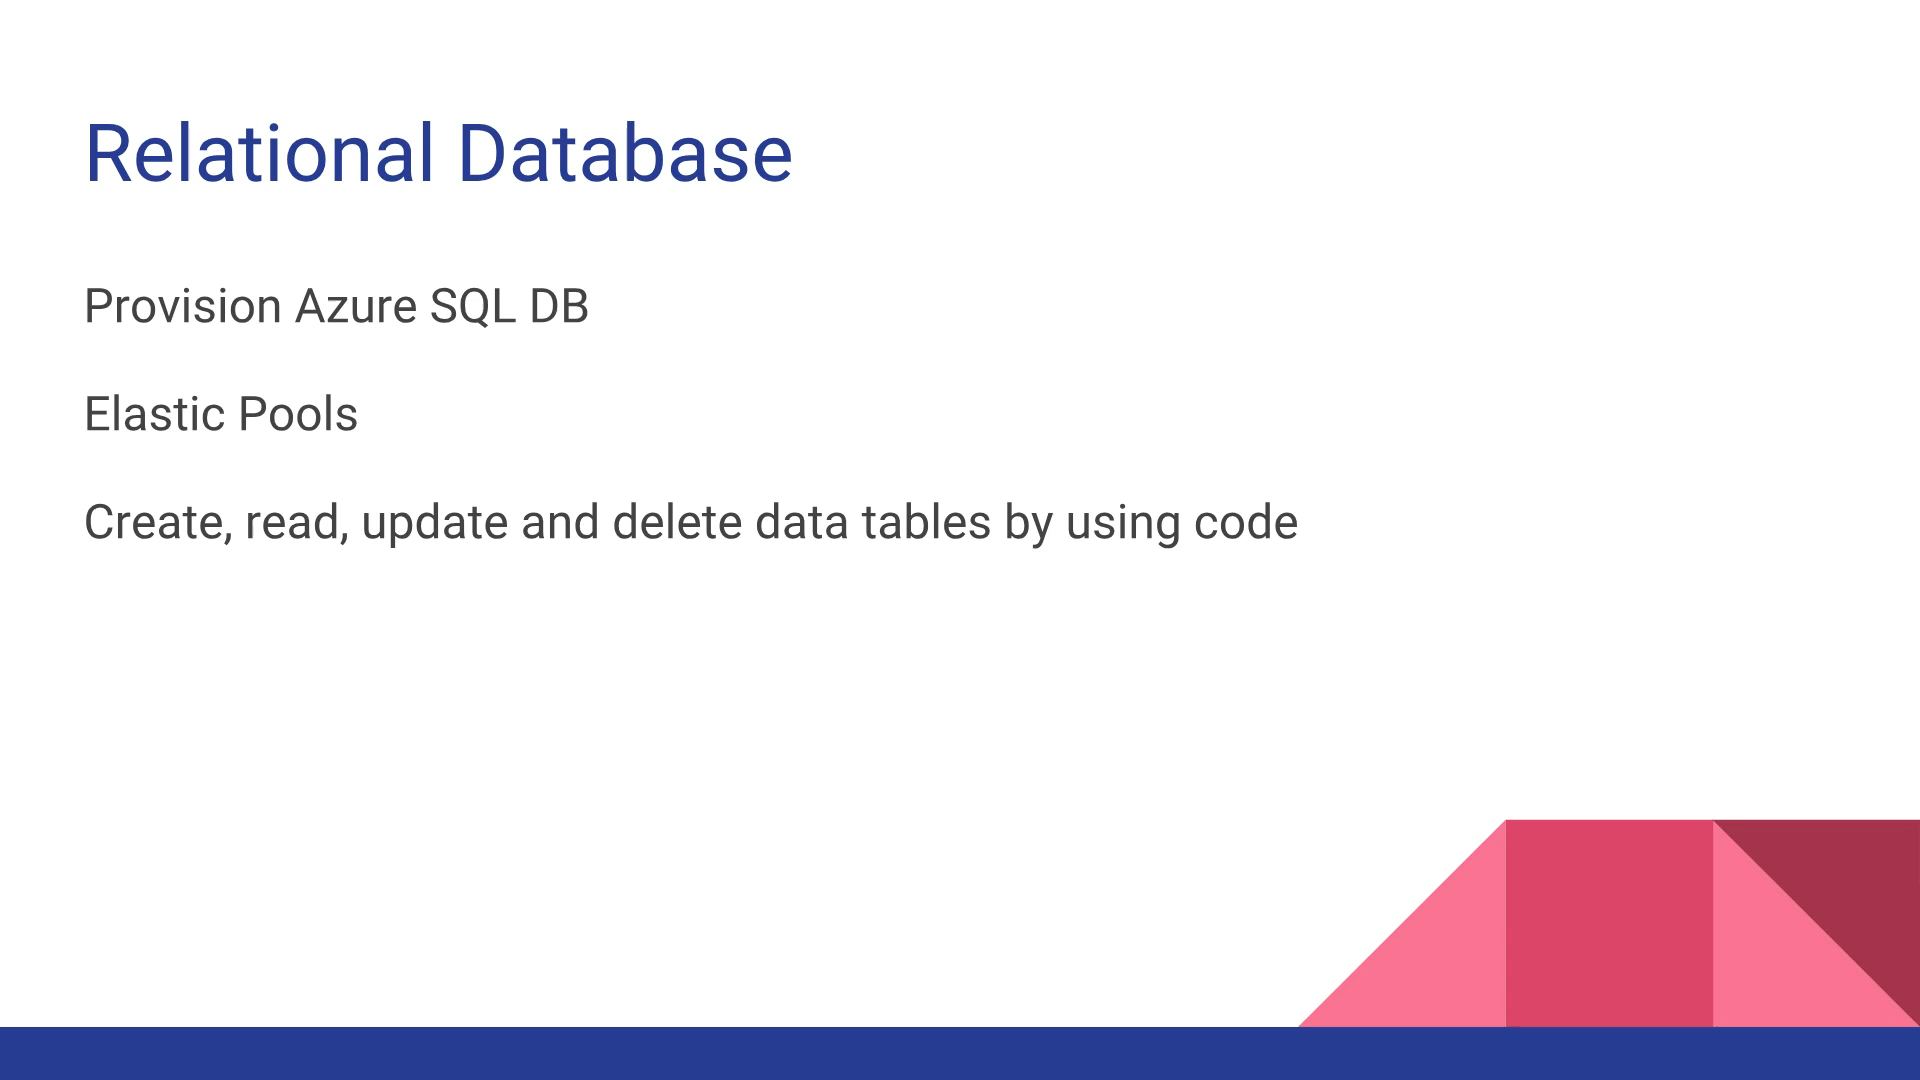 Relational Database
Provision Azure SQL DB
Elastic Pools
Create, read, update and delete data tables by using code